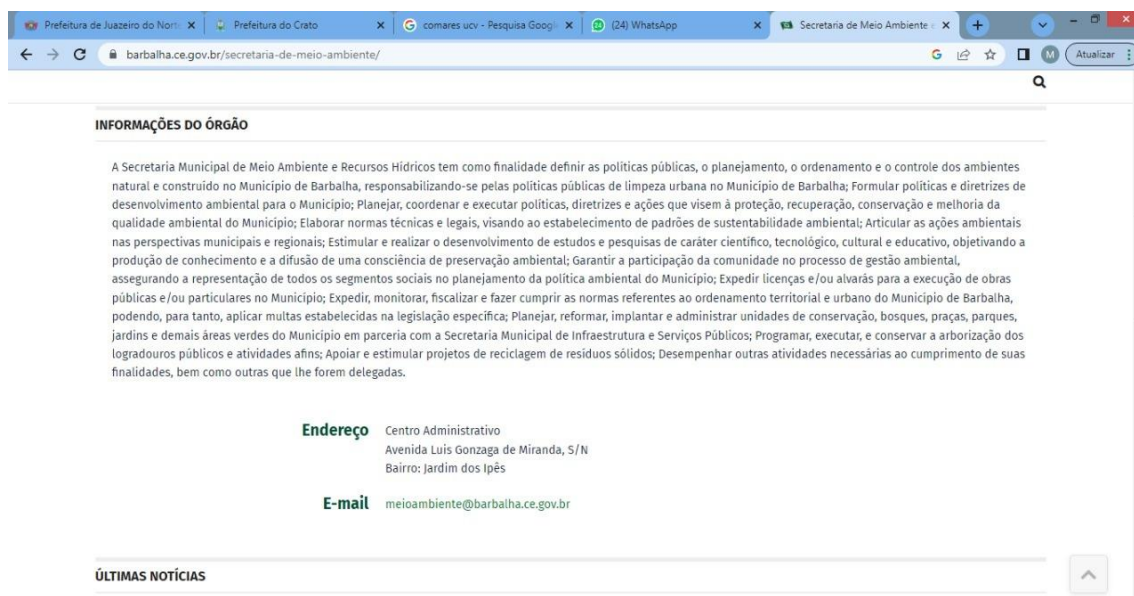 Prefeitura de Juazeiro do Nort
Prefeitura do Crato
comares ucv - Pesquisa Googl
(24) WhatsApp
Secretaria de Meio Ambiente e
barbalha.ce.gov.br/secretaria-de-meio-ambiente/
M
Atualizar
INFORMAÇÕES DO ÓRGÃO
A Secretaria Municipal de Meio Ambiente e Recursos Hídricos tem como finalidade definir as políticas públicas, o planejamento, o ordenamento e o controle dos ambientes
natural e construído no Município de Barbalha, responsabilizando-se pelas políticas públicas de limpeza urbana no Município de Barbalha; Formular políticas e diretrizes de
desenvolvimento ambiental para o Município; Planejar, coordenar e executar políticas, diretrizes e ações que visem à proteção, recuperação, conservação e melhoria da
qualidade ambiental do Município; Elaborar normas técnicas e legais, visando ao estabelecimento de padrões de sustentabilidade ambiental; Articular as ações ambientais
nas perspectivas municipais e regionais; Estimular e realizar o desenvolvimento de estudos e pesquisas de caráter científico, tecnológico, cultural e educativo, objetivando a
produção de conhecimento e a difusão de uma consciência de preservação ambiental; Garantir a participação da comunidade no processo de gestão ambiental,
assegurando a representação de todos os segmentos sociais no planejamento da política ambiental do Município; Expedir licenças e/ou alvarás para a execução de obras
públicas e/ou particulares no Município; Expedir, monitorar, fiscalizar e fazer cumprir as normas referentes ao ordenamento territorial e urbano do Município de Barbalha,
podendo, para tanto, aplicar multas estabelecidas na legislação específica; Planejar, reformar, implantar e administrar unidades de conservação, bosques, praças, parques,
jardins e demais áreas verdes do Município em parceria com a Secretaria Municipal de Infraestrutura e Serviços Públicos; Programar, executar, e conservar a arborização dos
logradouros públicos e atividades afins; Apoiar e estimular projetos de reciclagem de resíduos sólidos; Desempenhar outras atividades necessárias ao cumprimento de suas
finalidades, bem como outras que lhe forem delegadas.
Endereço Centro Administrativo
Avenida Luis Gonzaga de Miranda, S/N
Bairro: Jardim dos Ipês
E-mail meioambiente@barbalha.ce.gov.br
ÚLTIMAS NOTÍCIAS